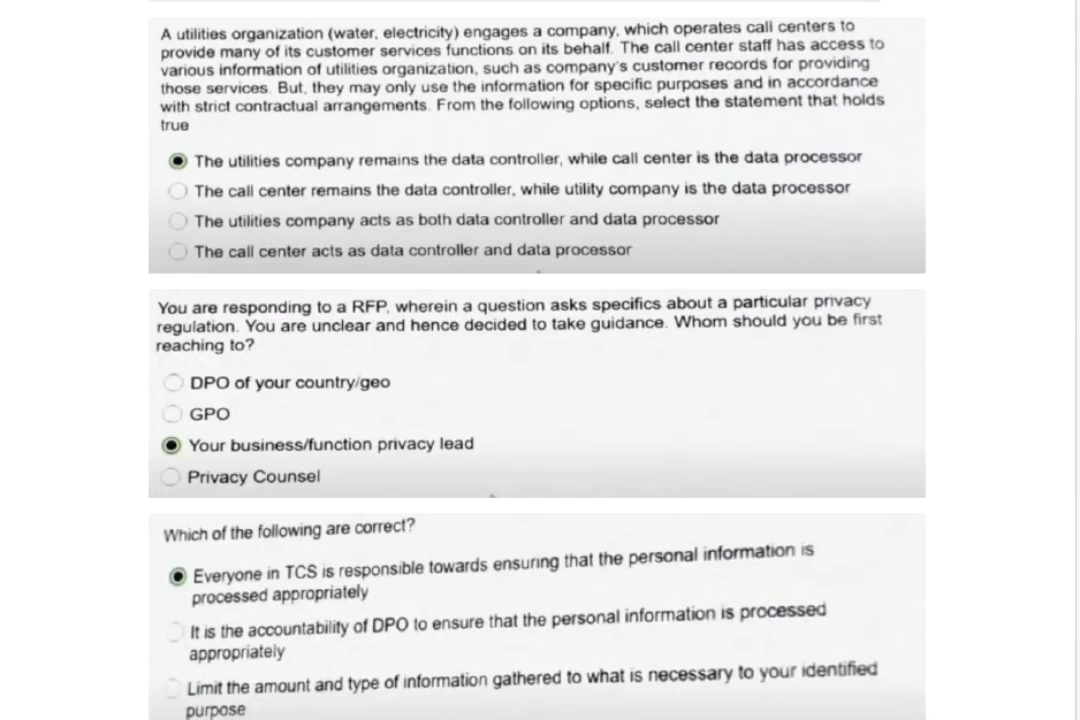 A utilities organization (water, electricity) engages a company, which operates call centers to
provide many of its customer services functions on its behalf. The call center staff has access to
various information of utilities organization, such as company's customer records for providing
those services. But, they may only use the information for specific purposes and in accordance
with strict contractual arrangements. From the following options, select the statement that holds
true
The utilities company remains the data controller, while call center is the data processor
The call center remains the data controller, while utility company is the data processor
The utilities company acts as both data controller and data processor
The call center acts as data controller and data processor
You are responding to a RFP, wherein a question asks specifics about a particular privacy
regulation. You are unclear and hence decided to take guidance. Whom should you be first
reaching to?
DPO of your country/geo
GPO
Your business/function privacy lead
Privacy Counsel
Which of the following are correct?
Everyone in TCS is responsible towards ensuring that the personal information is
processed appropriately
It is the accountability of DPO to ensure that the personal information is processed
appropriately
Limit the amount and type of information gathered to what is necessary to your identified
purpose